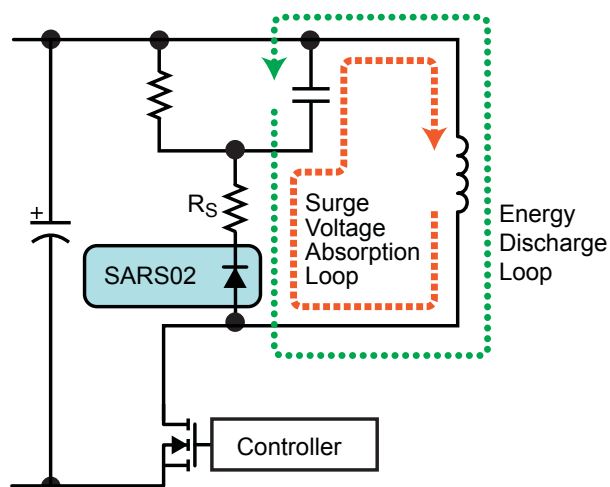 RS
Surge
Voltage
Absorption
Loop
Energy
Discharge
Loop
+
SARS02
Controller